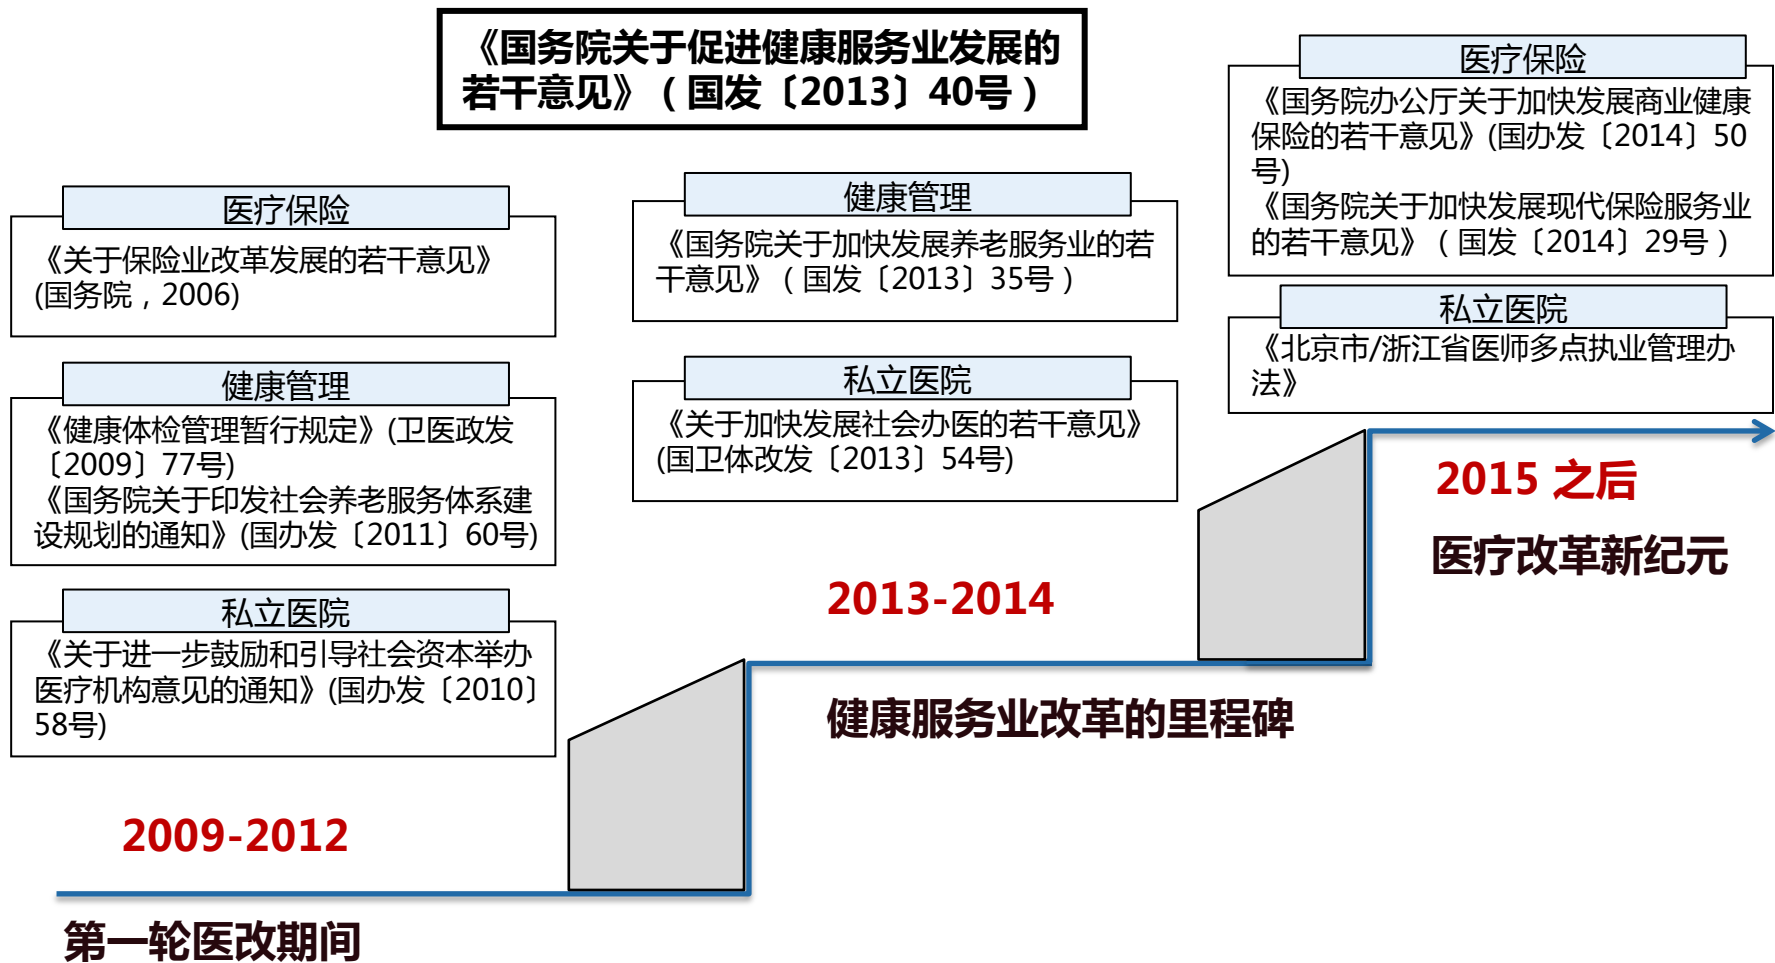 《国务院关于促进健康服务业发展的
若干意见》（国发〔2013〕40号）
医疗保险
《关于保险业改革发展的若干意见》
(国务院，2006)
健康管理
《健康体检管理暂行规定》(卫医政发
〔2009〕77号)
《国务院关于印发社会养老服务体系建
设规划的通知》(国办发〔2011〕60号)
私立医院
《关于进一步鼓励和引导社会资本举办
医疗机构意见的通知》(国办发〔2010〕
58号)
2009-2012
第一轮医改期间
健康管理
《国务院关于加快发展养老服务业的若
干意见》（国发〔2013〕35号）
私立医院
《关于加快发展社会办医的若干意见》
(国卫体改发〔2013〕54号)
2013-2014
健康服务业改革的里程碑
医疗保险
《国务院办公厅关于加快发展商业健康
保险的若干意见》(国办发〔2014〕50
号)
《国务院关于加快发展现代保险服务业
的若干意见》（国发〔2014〕29号）
私立医院
《北京市/浙江省医师多点执业管理办
法》
2015 之后
医疗改革新纪元